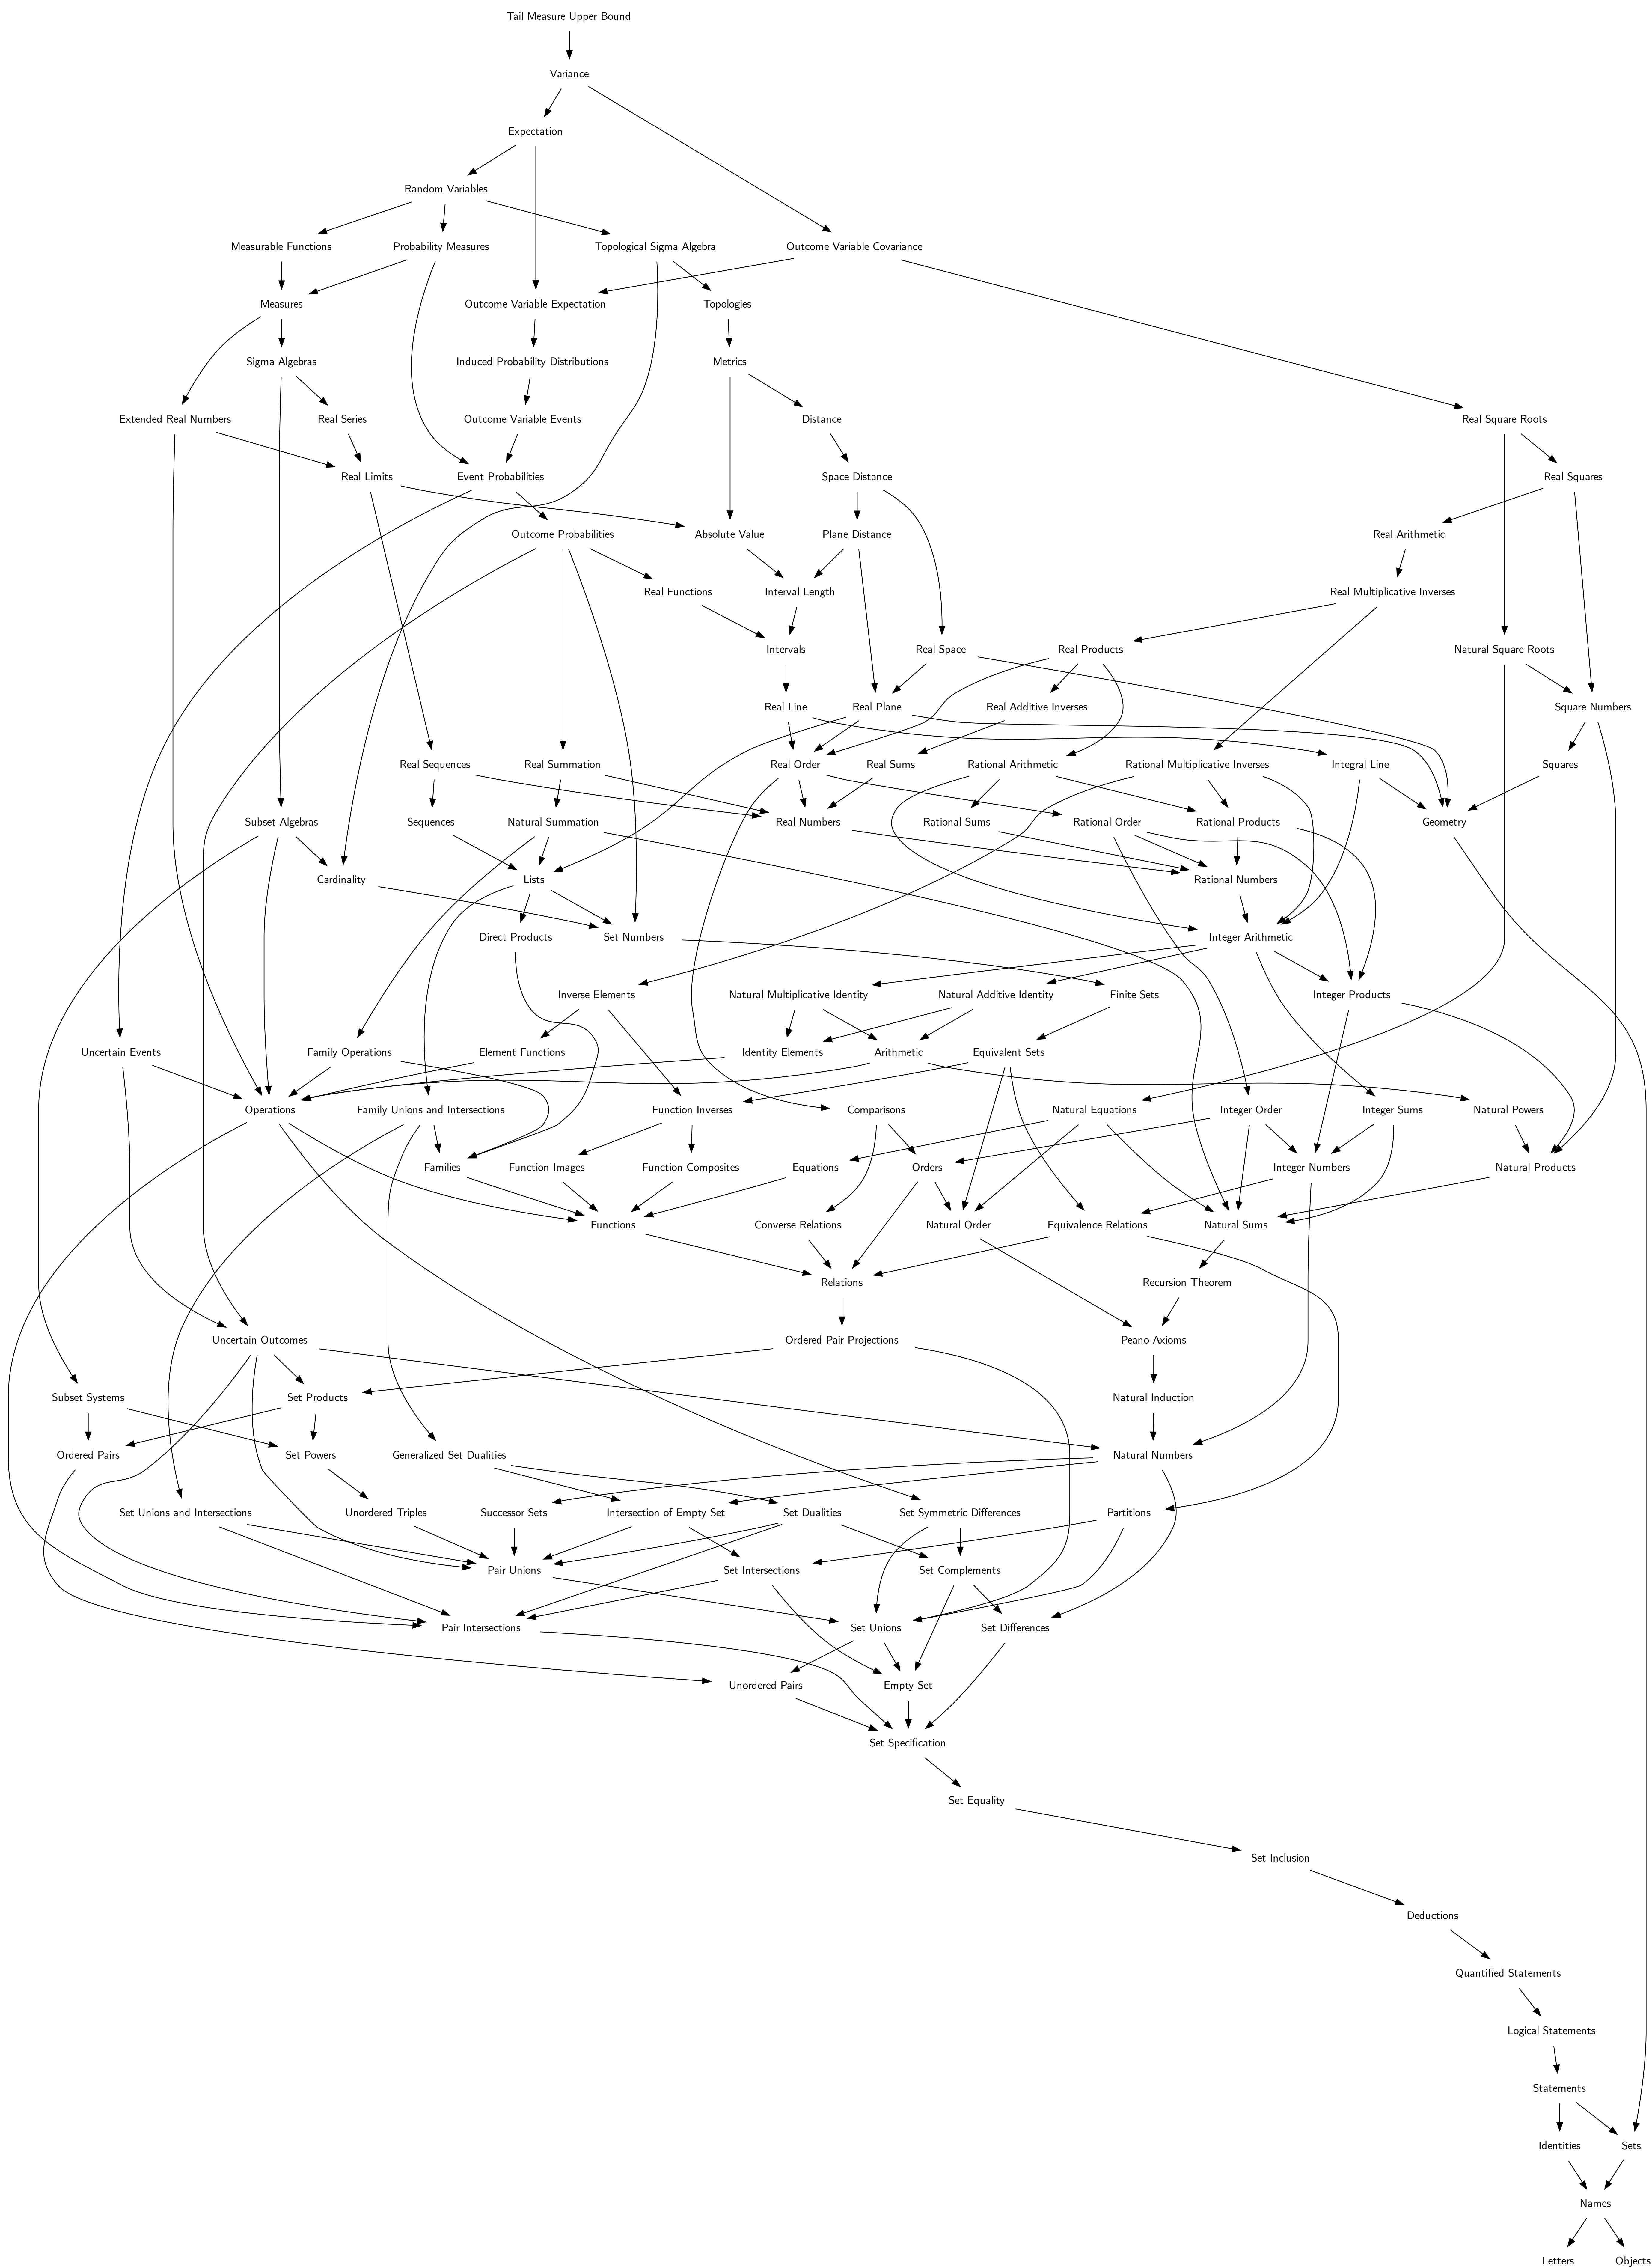 Tail Measure Upper Bound
Variance
Expectation
Random Variables
Measurable Functions
Probability Measures
Topological Sigma Algebra
Outcome Variable Covariance
Measures
Outcome Variable Expectation
Topologies
Sigma Algebras
Induced Probability Distributions
Metrics
Extended Real Numbers
Real Series
Outcome Variable Events
Distance
Real Square Roots
Real Limits
Event Probabilities
Space Distance
Real Squares
Outcome Probabilities
Absolute Value
Plane Distance
Real Arithmetic
Real Functions
Interval Length
Real Multiplicative Inverses
Intervals
Real Space
Real Products
Natural Square Roots
Real Line
Real Plane
Real Additive Inverses
Square Numbers
Real Sequences
Real Summation
Real Order
Real Sums
Rational Arithmetic
Rational Multiplicative Inverses
Integral Line
Squares
Subset Algebras
Sequences
Natural Summation
Real Numbers
Rational Sums
Rational Order
Rational Products
Geometry
Cardinality
Lists
Rational Numbers
Direct Products
Set Numbers
Integer Arithmetic
Inverse Elements
Natural Multiplicative Identity
Natural Additive Identity
Finite Sets
Integer Products
Uncertain Events
Family Operations
Element Functions
Identity Elements
Arithmetic
Equivalent Sets
Operations
Family Unions and Intersections
Function Inverses
Comparisons
Natural Equations
Integer Order
Integer Sums
Natural Powers
Families
Function Images
Function Composites
Equations
Orders
Integer Numbers
Natural Products
Functions
Converse Relations
Natural Order
Equivalence Relations
Natural Sums
Relations
Recursion Theorem
Uncertain Outcomes
Ordered Pair Projections
Peano Axioms
Subset Systems
Set Products
Natural Induction
Ordered Pairs
Set Powers
Generalized Set Dualities
Natural Numbers
Set Unions and Intersections
Unordered Triples
Successor Sets
Intersection of Empty Set
Set Dualities
Set Symmetric Differences
Partitions
Pair Unions
Set Intersections
Set Complements
Pair Intersections
Set Unions
Set Differences
Unordered Pairs
Empty Set
Set Specification
Set Equality
Set Inclusion
Deductions
Quantified Statements
Logical Statements
Statements
Identities
Sets
Names
Letters
Objects